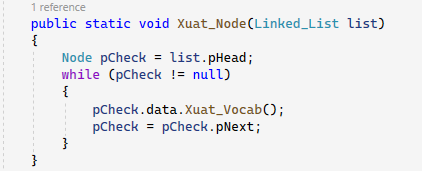 1 reference
public static void Xuat_Node(Linked_List list)
{
Node pCheck = list.pHead;
while (pCheck != null)
{
pCheck.data.Xuat_Vocab();
pCheck = pCheck.pNext;
}
}